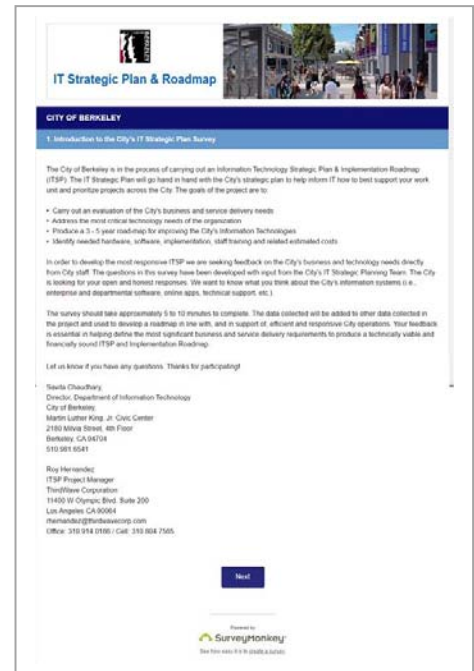 BERKELEY
IT Strategic Plan & Roadmap
CITY OF BERKELEY
1. Introduction to the City's IT Strategic Plan Survey
The City of Berkeley is in the process of carrying out an Information Technology Strategic Plan & Implementation Roadmap
(ITSP). The IT Strategic Plan will go hand in hand with the City's strategic plan to help inform IT how to best support your work
unit and prioritize projects across the City. The goals of the project are to:
• Carry out an evaluation of the City's business and service delivery needs
• Address the most critical technology needs of the organization
• Produce a 3 - 5 year road-map for improving the City's Information Technologies
• Identify needed hardware, software, implementation, staff training and related estimated costs
In order to develop the most responsive ITSP we are seeking feedback on the City's business and technology needs directly
from City staff. The questions in this survey have been developed with input from the City's IT Strategic Planning Team. The City
is looking for your open and honest responses. We want to know what you think about the City's information systems (i.e.,
enterprise and departmental software, online apps, technical support, etc.)
The survey should take approximately 5 to 10 minutes to complete. The data collected will be added to other data collected in
the project and used to develop a roadmap in line with, and in support of, efficient and responsive City operations. Your feedback
is essential in helping define the most significant business and service delivery requirements to produce a technically viable and
financially sound ITSP and Implementation Roadmap.
Let us know if you have any questions. Thanks for participating!
Savita Chaudhary,
Director, Department of Information Technology
City of Berkeley
Martin Luther King, Jr. Civic Center
2180 Milvia Street, 4th Floor
Berkeley, CA 94704
510 981 6541
Roy Hernandez
ITSP Project Manager
ThirdWave Corporation
11400 W Olympic Blvd. Suite 200
Los Angeles CA 90064
rhernandez@thirdwavecorp.com
Office: 310 914 0186 / Cell: 310 804 7565
Next
Powered by
SurveyMonkey
See how easy it is to create a survey.